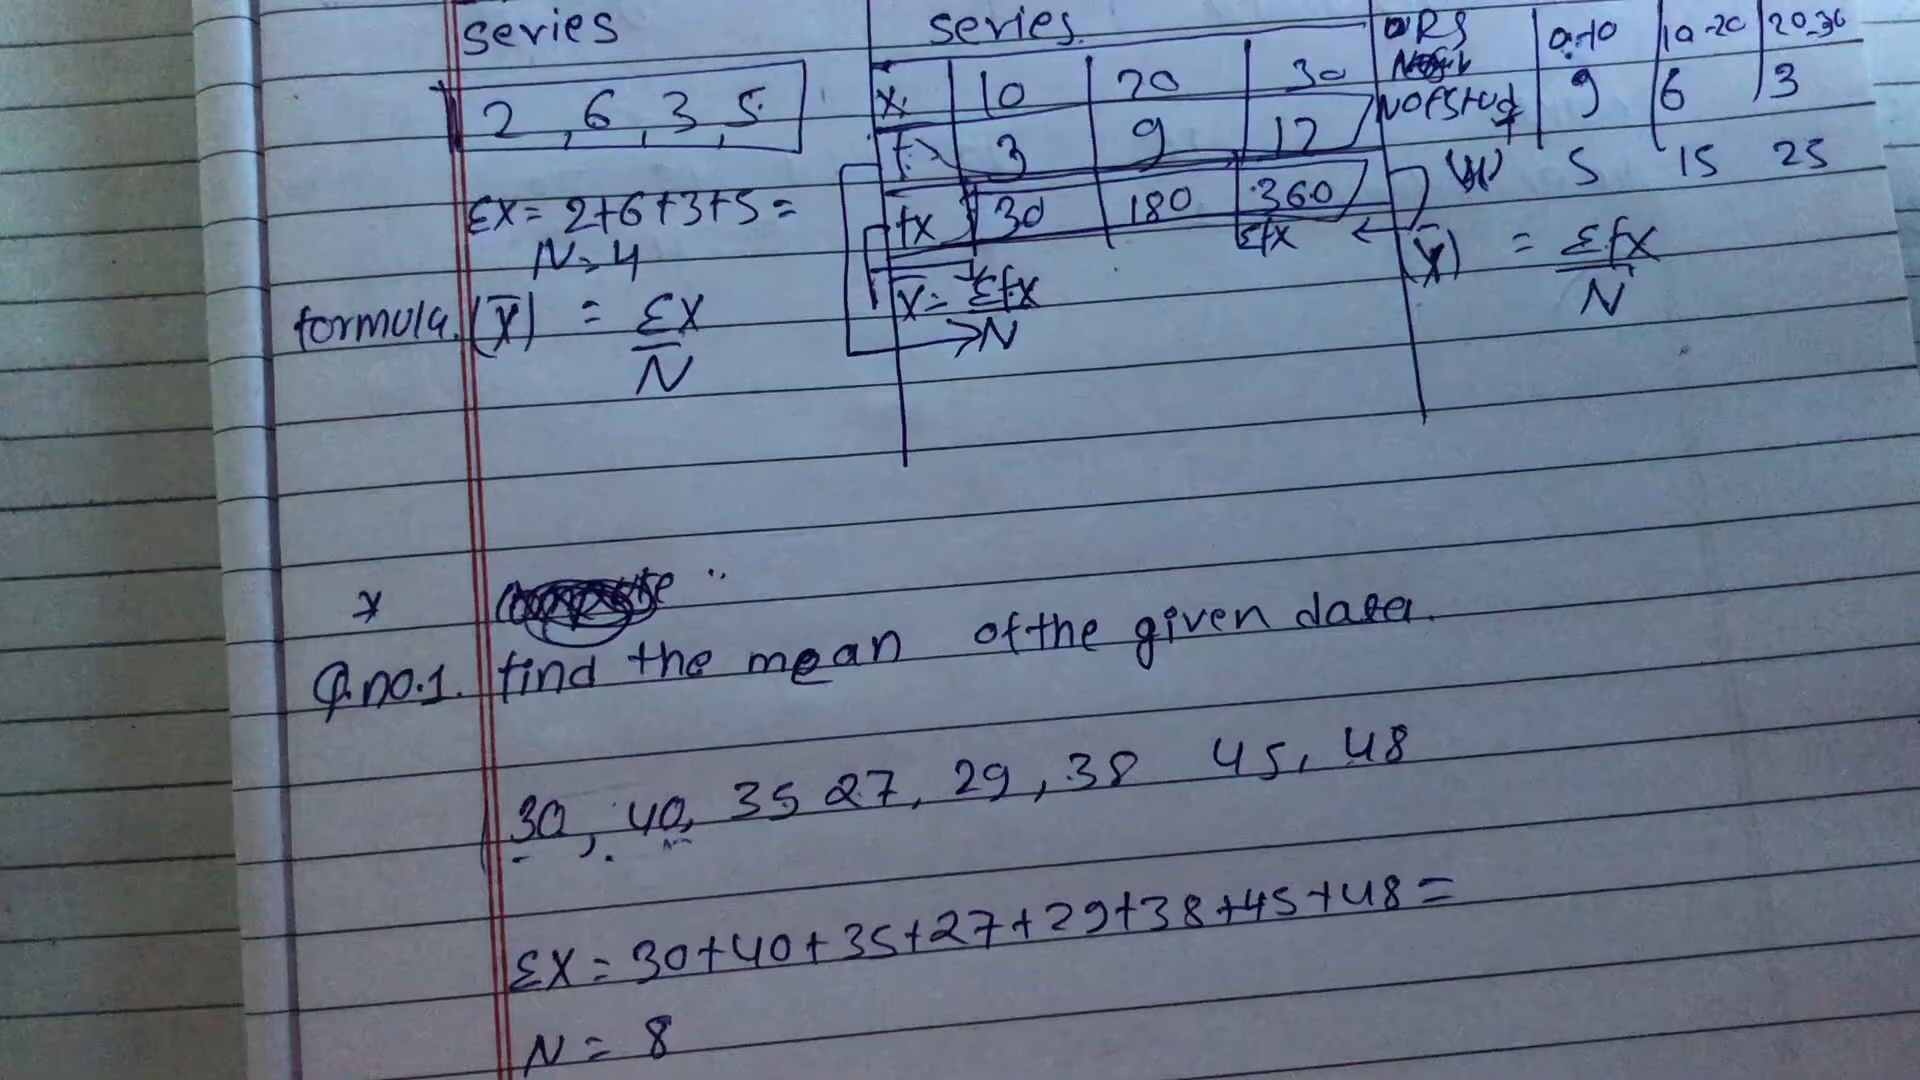 series
2, 6, 3, 5
ΣX = 2+6+3+5 =
N = 4
formula. (X̄) = ΣX/N
series
X 10 20 30
f 3 9 12
fx 30 180 360
Σfx
X̄ = Σfx/N
RS 0-10 10-20 20-30
No of Stud 9 6 3
5 15 25
(X̄) = Σfx/N
*
Q.no.1. find the mean of the given data.
30, 40, 35 27, 29, 38 45, 48
ΣX = 30+40+35+27+29+38+45+48=
N = 8